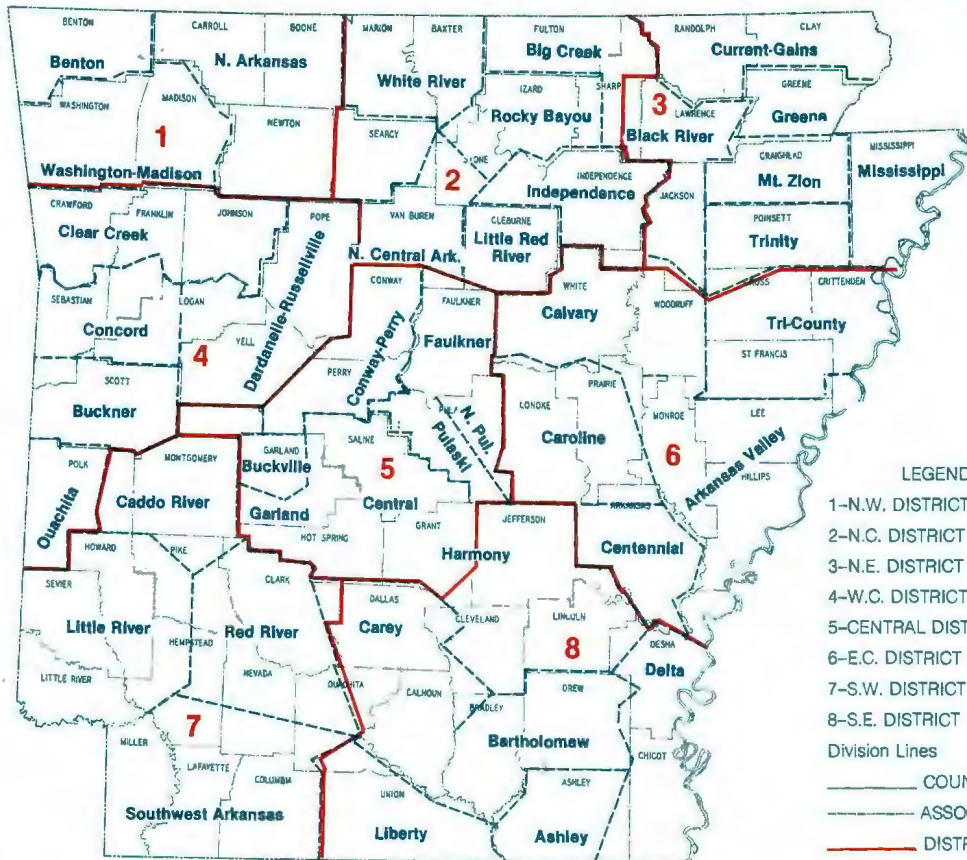 BENTON
CARROLL
BOONE
MARION
BAXTER
FULTON
RANDOLPH
CLAY
Benton
N. Arkansas
White River
Big Creek
Current-Gains
WASHINGTON
MADISON
NEWTON
SEARCY
IZARD
SHARP
LAWRENCE
GREENE
1
Rocky Bayou
3
Black River
Greene
Washington-Madison
2
STONE
INDEPENDENCE
Independence
JACKSON
CRAIGHEAD
Mt. Zion
MISSISSIPPI
Mississippi
CRAWFORD
FRANKLIN
JOHNSON
POPE
VAN BUREN
CLEBURNE
POINSETT
Clear Creek
N. Central Ark.
Little Red
River
Trinity
SEBASTIAN
LOGAN
CONWAY
FAULKNER
WHITE
WOODRUFF
CROSS
CRITTENDEN
Concord
Dardanelle-Russellville
Calvary
Tri-County
4
YELL
PERRY
Conway-Perry
Faulkner
ST FRANCIS
SCOTT
Buckner
PUL
N. Pul.
Pulaski
LONOKE
PRAIRIE
MONROE
LEE
Caroline
6
Arkansas Valley
PHILLIPS
POLK
MONTGOMERY
GARLAND
SALINE
Buckville
5
Ouachita
Caddo River
Garland
Central
HOT SPRING
GRANT
JEFFERSON
ARKANSAS
Harmony
Centennial
HOWARD
PIKE
CLARK
SEVIER
DALLAS
CLEVELAND
LINCOLN
DESHA
Little River
HEMPSTEAD
Red River
Carey
8
Delta
LITTLE RIVER
NEVADA
OUACHITA
CALHOUN
BRADLEY
DREW
7
Bartholomew
MILLER
LAFAYETTE
COLUMBIA
UNION
ASHLEY
CHICOT
Southwest Arkansas
Liberty
Ashley
LEGEND
1-N.W. DISTRICT
2-N.C. DISTRICT
3-N.E. DISTRICT
4-W.C. DISTRICT
5-CENTRAL DIST
6-E.C. DISTRICT
7-S.W. DISTRICT
8-S.E. DISTRICT
Division Lines
COUN
ASSO
DISTR